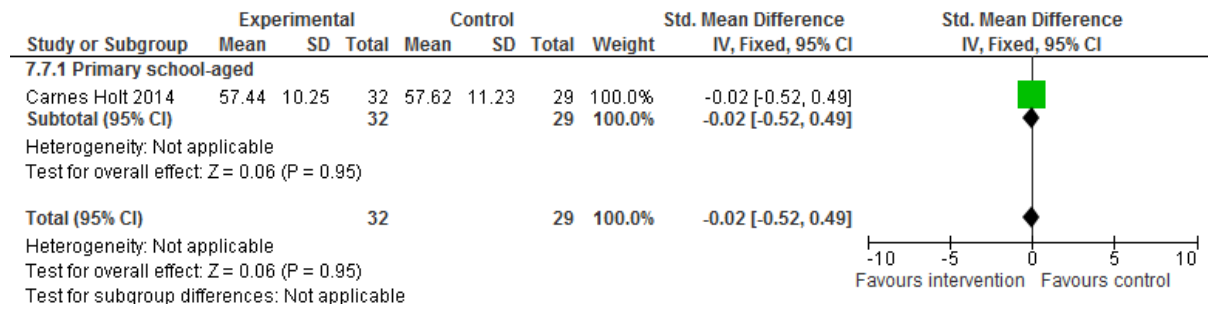 Experimental Control Std. Mean Difference Std. Mean Difference
Study or Subgroup Mean SD Total Mean SD Total Weight IV, Fixed, 95% CI IV, Fixed, 95% CI
7.7.1 Primary school-aged
Carnes Holt 2014 57.44 10.25 32 57.62 11.23 29 100.0% -0.02 [-0.52, 0.49]
Subtotal (95% CI) 32 29 100.0% -0.02 [-0.52, 0.49]
Heterogeneity: Not applicable
Test for overall effect: Z = 0.06 (P = 0.95)
Total (95% CI) 32 29 100.0% -0.02 [-0.52, 0.49]
Heterogeneity: Not applicable
Test for overall effect: Z = 0.06 (P = 0.95)
Test for subgroup differences: Not applicable
-10 -5 0 5 10
Favours intervention Favours control